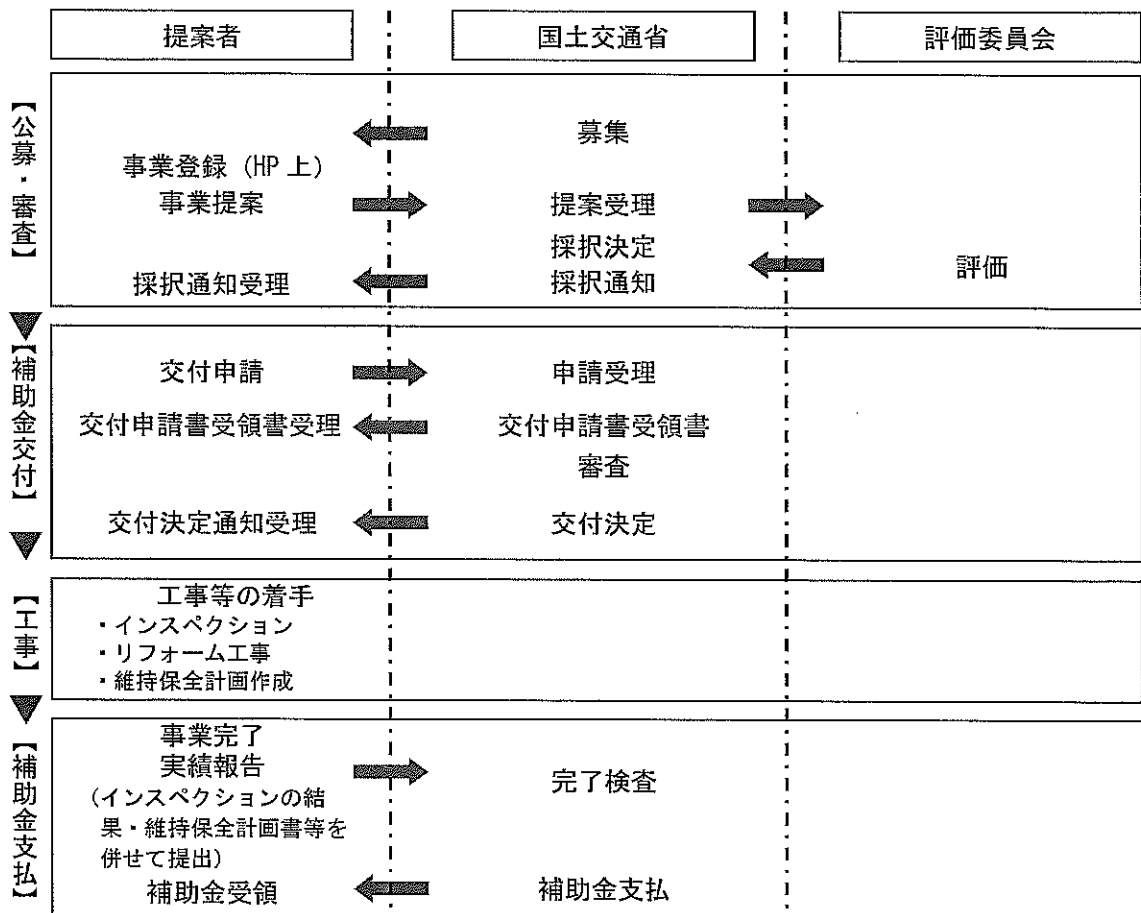 提案者
国土交通省
評価委員会
【公募・審査】
募集
事業登録（HP 上）
事業提案
提案受理
採択決定
評価
採択通知受理
採択通知
【補助金交付】
交付申請
申請受理
交付申請書受領書受理
交付申請書受領書
審査
交付決定通知受理
交付決定
【工事】
工事等の着手
・インスペクション
・リフォーム工事
・維持保全計画作成
【補助金支払】
事業完了
実績報告
完了検査
（インスペクションの結
果・維持保全計画書等を
併せて提出）
補助金受領
補助金支払